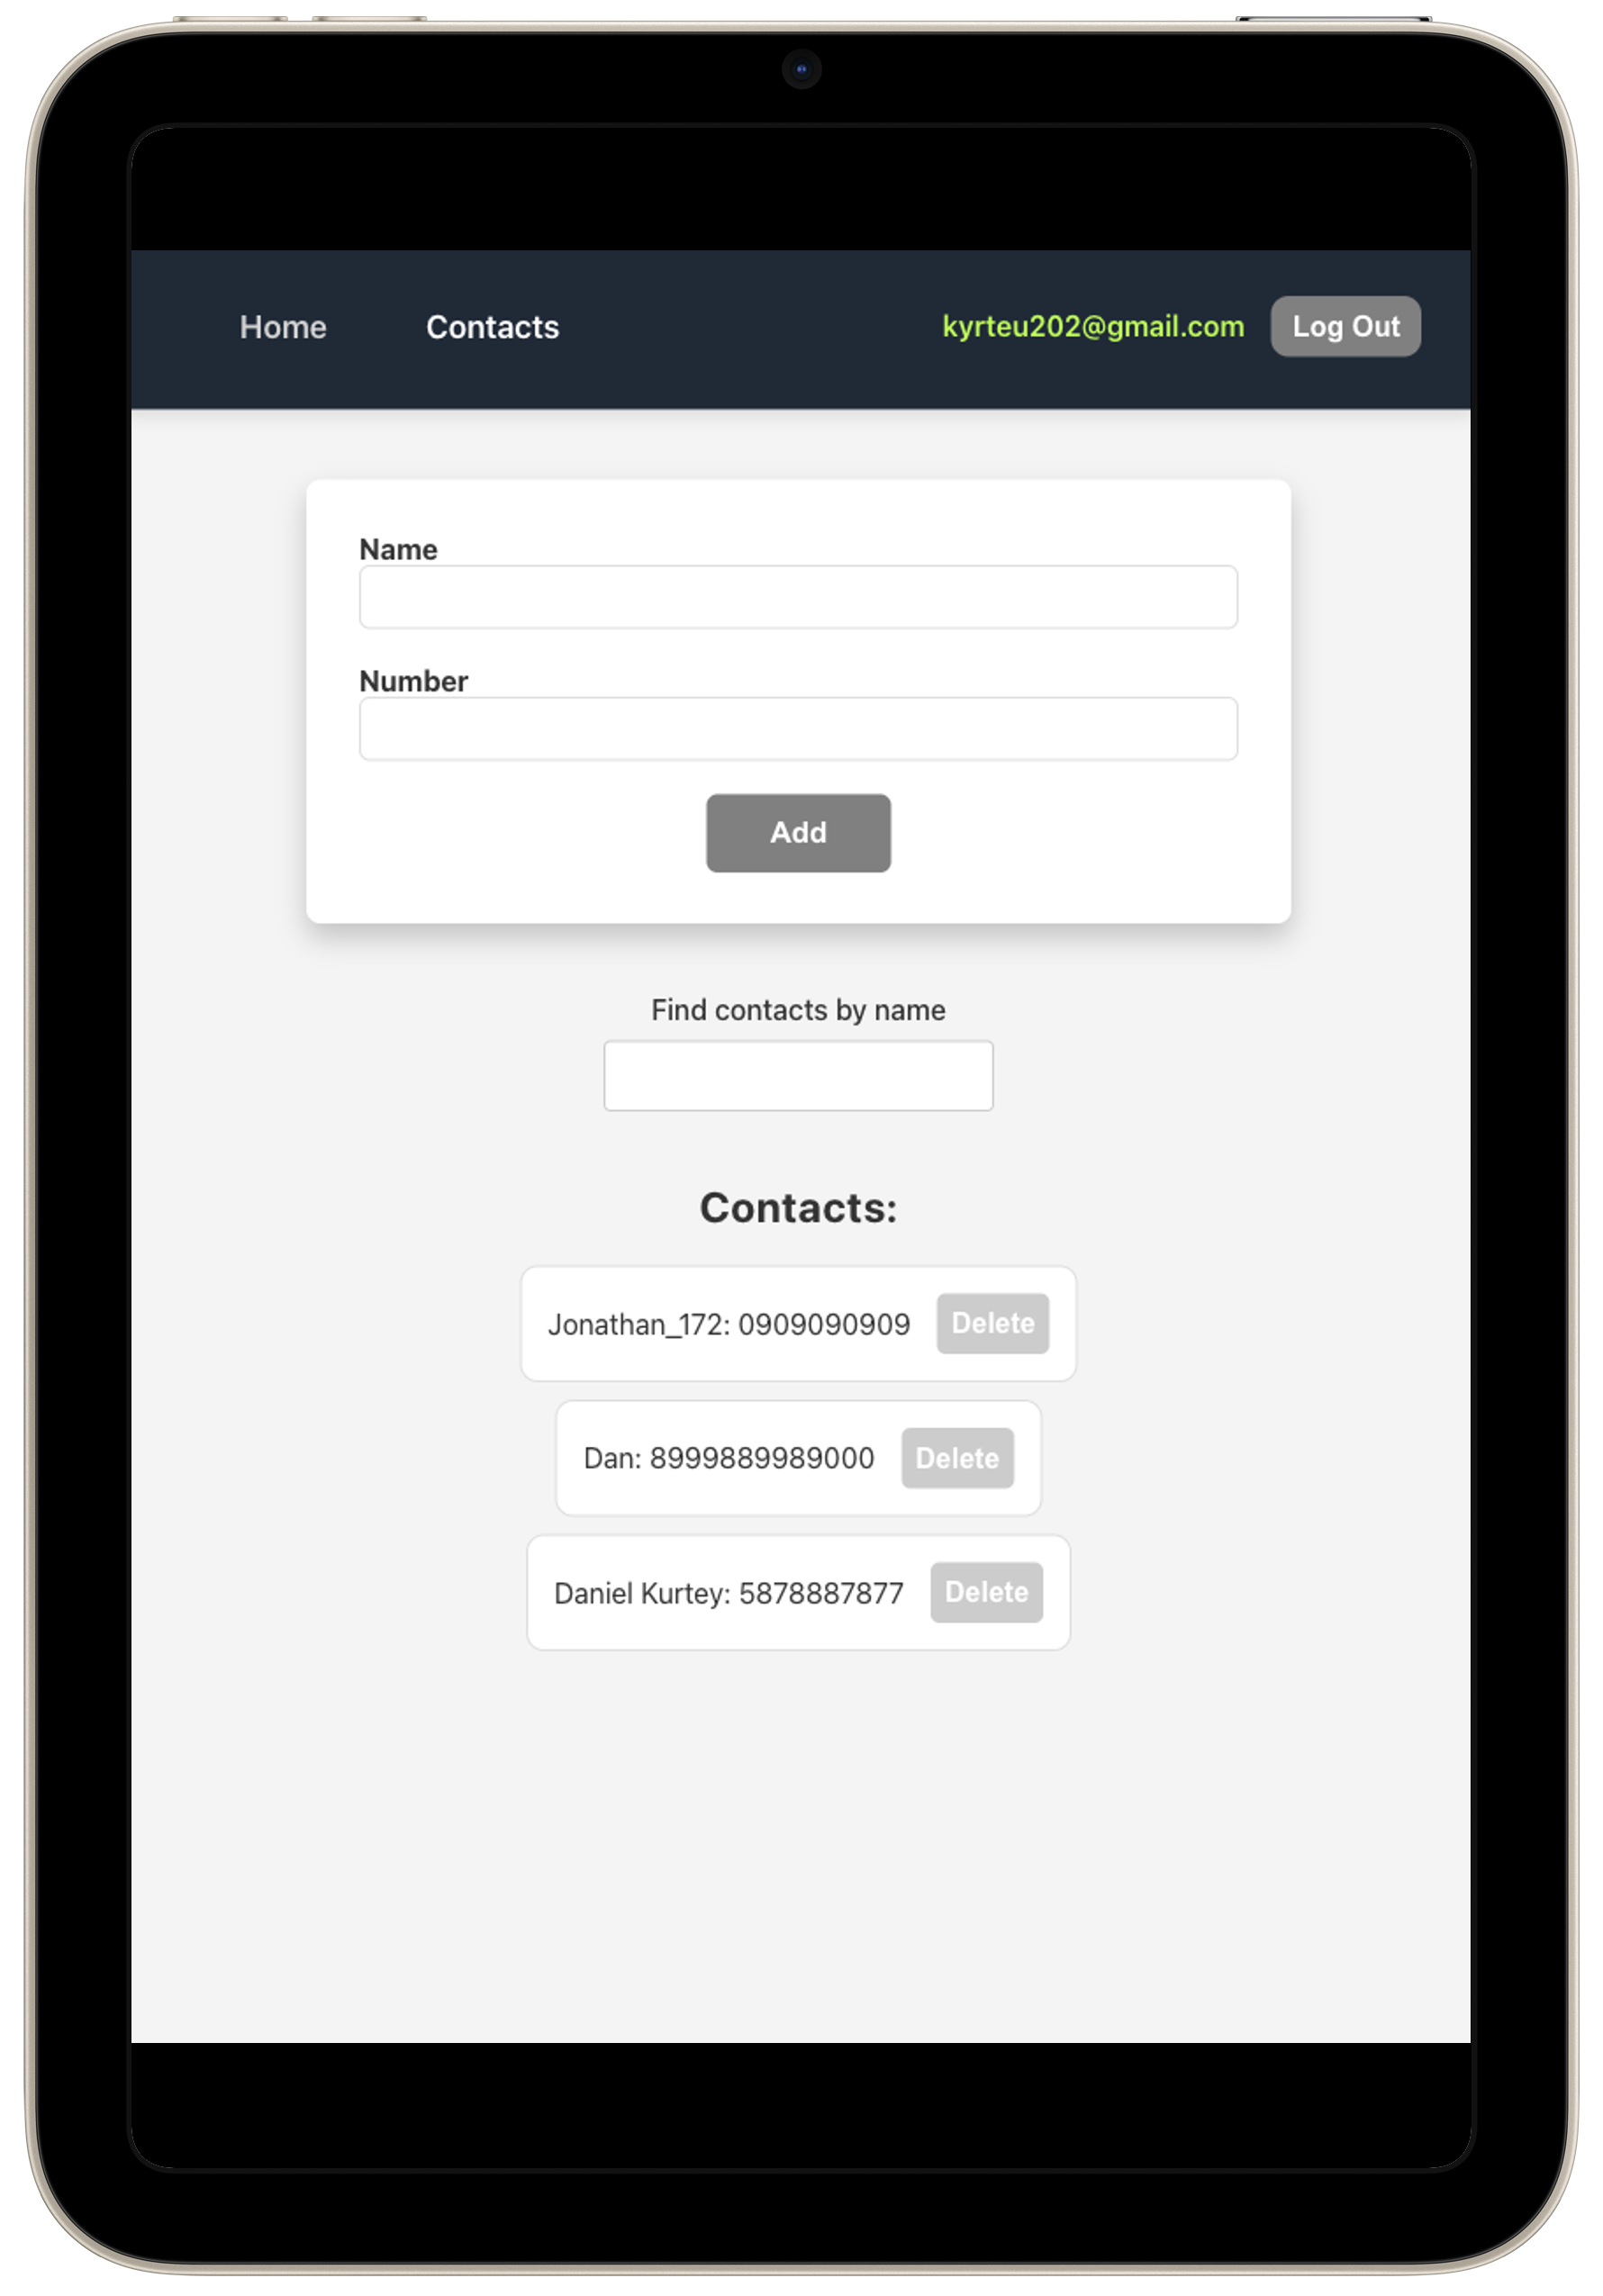 Home Contacts kyrteu202@gmail.com Log Out
Name
Number
Add
Find contacts by name
Contacts:
Jonathan_172: 0909090909 Delete
Dan: 8999889989000 Delete
Daniel Kurtey: 5878887877 Delete